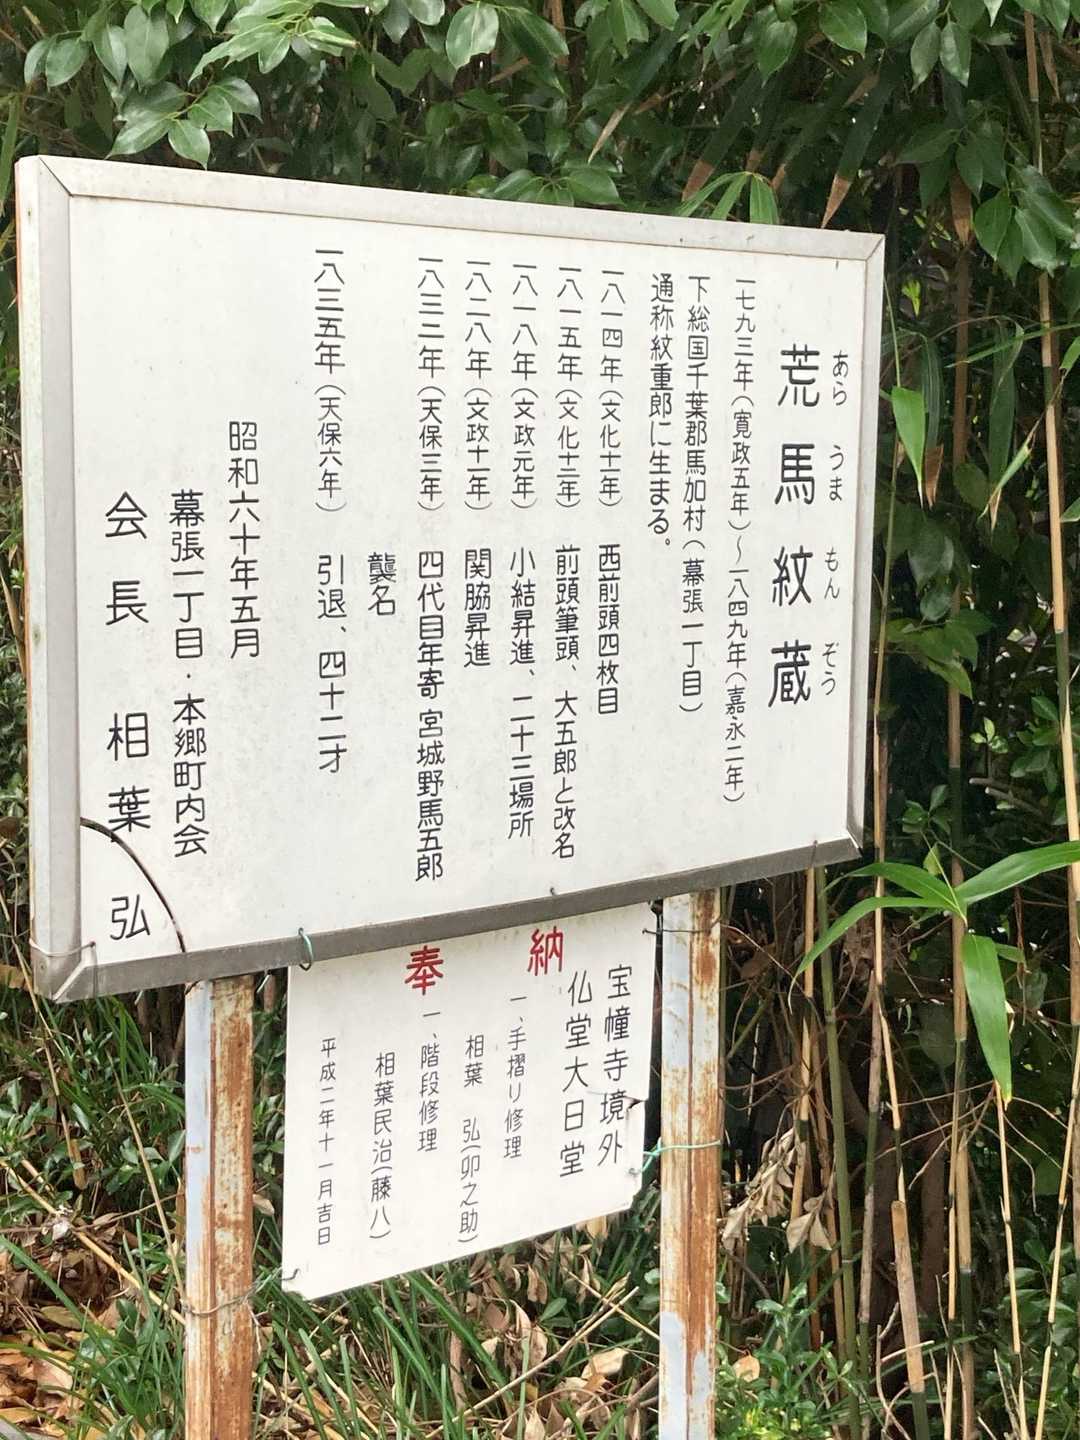 荒馬紋蔵
あら うま もん ぞう
一七九三年(寛政五年)～一八四九年(嘉永二年)
下総国千葉郡馬加村(幕張一丁目)
通称紋重郎に生まる。
一八一四年(文化十一年) 西前頭四枚目
一八一五年(文化十二年) 前頭筆頭、大五郎と改名
一八一八年(文政元年) 小結昇進、二十三場所
一八二八年(文政十一年) 関脇昇進
一八三二年(天保三年) 四代目年寄 宮城野馬五郎
襲名
一八三五年(天保六年) 引退、四十二才
昭和六十年五月
幕張一丁目・本郷町内会
会長 相葉 弘
宝幢寺境外
仏堂大日堂
奉納
一、手摺り修理
相葉 弘(卯之助)
一、階段修理
相葉民治(藤八)
平成二年十一月吉日